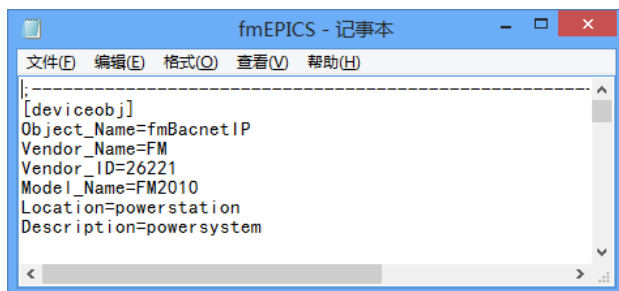 fmEPICS - 记事本
文件(F) 编辑(E) 格式(O) 查看(V) 帮助(H)
;------------------------------------------------------
[deviceobj]
Object_Name=fmBacnetIP
Vendor_Name=FM
Vendor_ID=26221
Model_Name=FM2010
Location=powerstation
Description=powersystem